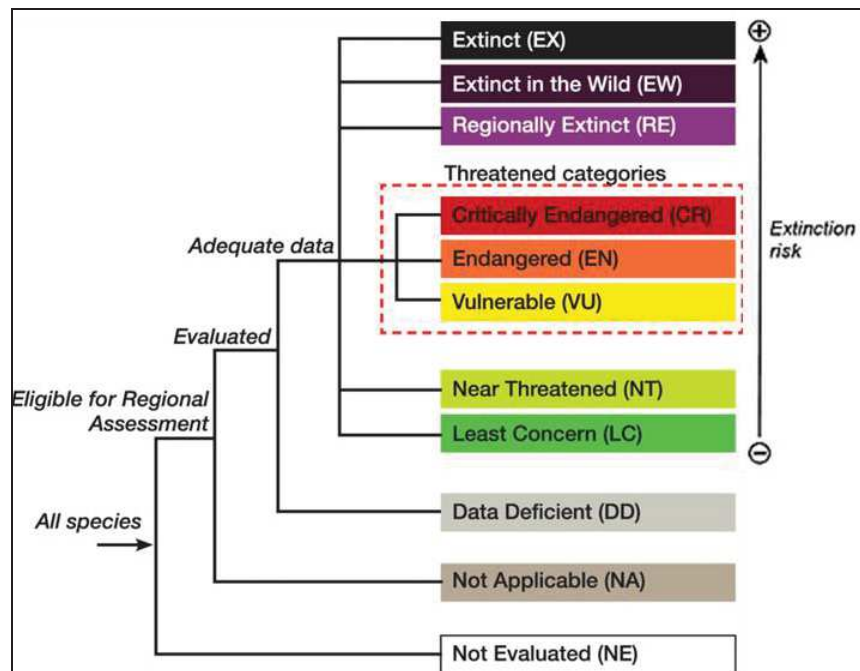 Extinct (EX)
Extinct in the Wild (EW)
Regionally Extinct (RE)
Threatened categories
Critically Endangered (CR)
Adequate data
Endangered (EN)
Extinction
risk
Vulnerable (VU)
Evaluated
Eligible for Regional
Assessment
Near Threatened (NT)
Least Concern (LC)
All species
Data Deficient (DD)
Not Applicable (NA)
Not Evaluated (NE)